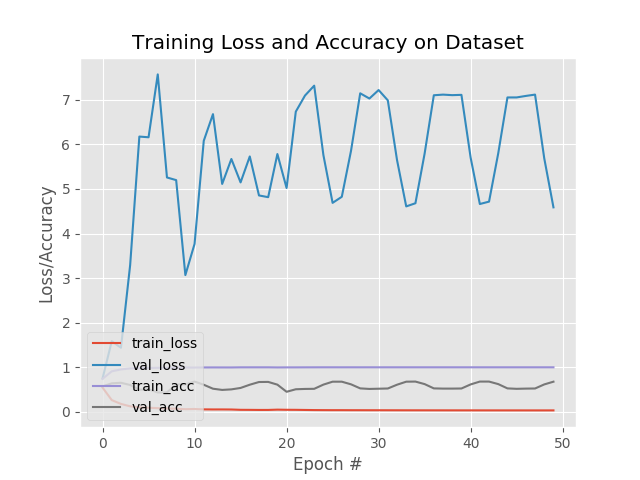 Training Loss and Accuracy on Dataset
Loss/Accuracy
7
6
5
4
3
2
1
0
train_loss
val_loss
train_acc
val_acc
0
10
20
30
40
50
Epoch #